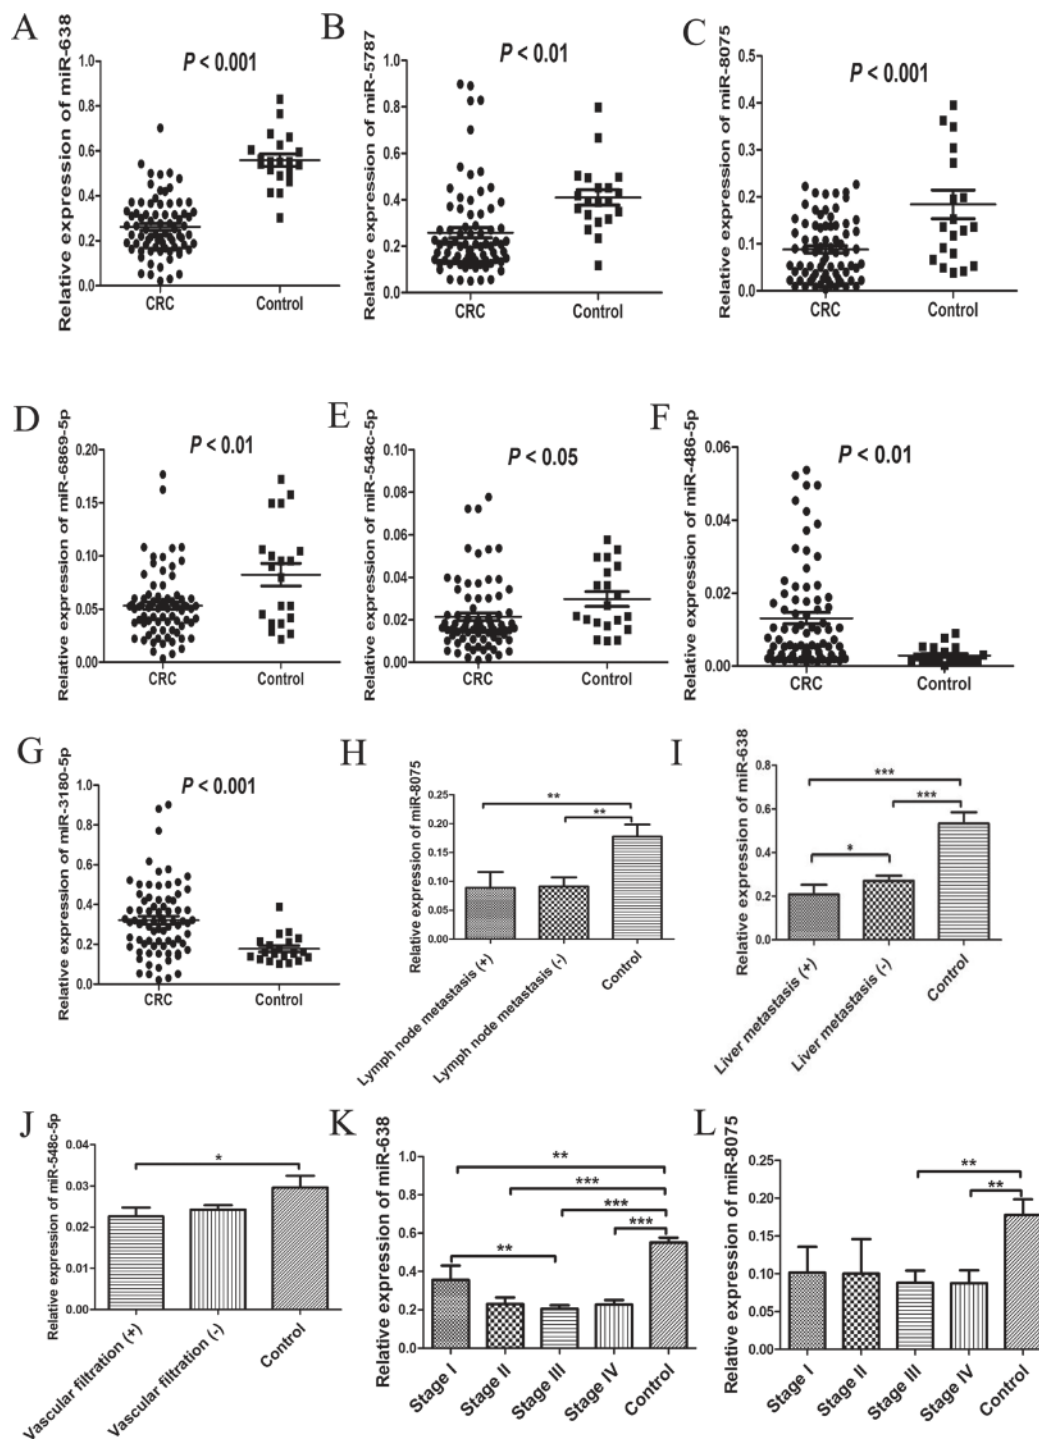 A
Relative expression of miR-638
P < 0.001
1.0
0.8
0.6
0.4
0.2
0.0
CRC
Control
B
Relative expression of miR-5787
P < 0.01
1.0
0.8
0.6
0.4
0.2
0.0
CRC
Control
C
Relative expression of miR-8075
P < 0.001
0.5
0.4
0.3
0.2
0.1
0.0
CRC
Control
D
Relative expression of miR-6869-5p
P < 0.01
0.20
0.15
0.10
0.05
0.00
CRC
Control
E
Relative expression of miR-548c-5p
P < 0.05
0.10
0.08
0.06
0.04
0.02
0.00
CRC
Control
F
Relative expression of miR-486-5p
P < 0.01
0.06
0.04
0.02
0.00
CRC
Control
G
Relative expression of miR-3180-5p
P < 0.001
1.0
0.8
0.6
0.4
0.2
0.0
CRC
Control
H
Relative expression of miR-8075
0.25
0.20
0.15
0.10
0.05
0.00
**
**
Lymph node metastasis (+)
Lymph node metastasis (-)
Control
I
Relative expression of miR-638
0.8
0.6
0.4
0.2
0.0
***
***
*
Liver metastasis (+)
Liver metastasis (-)
Control
J
Relative expression of miR-548c-5p
0.04
0.03
0.02
0.01
0.00
*
Vascular filtration (+)
Vascular filtration (-)
Control
K
Relative expression of miR-638
1.0
0.8
0.6
0.4
0.2
0.0
**
***
***
***
**
Stage I
Stage II
Stage III
Stage IV
Control
L
Relative expression of miR-8075
0.25
0.20
0.15
0.10
0.05
0.00
**
**
Stage I
Stage II
Stage III
Stage IV
Control